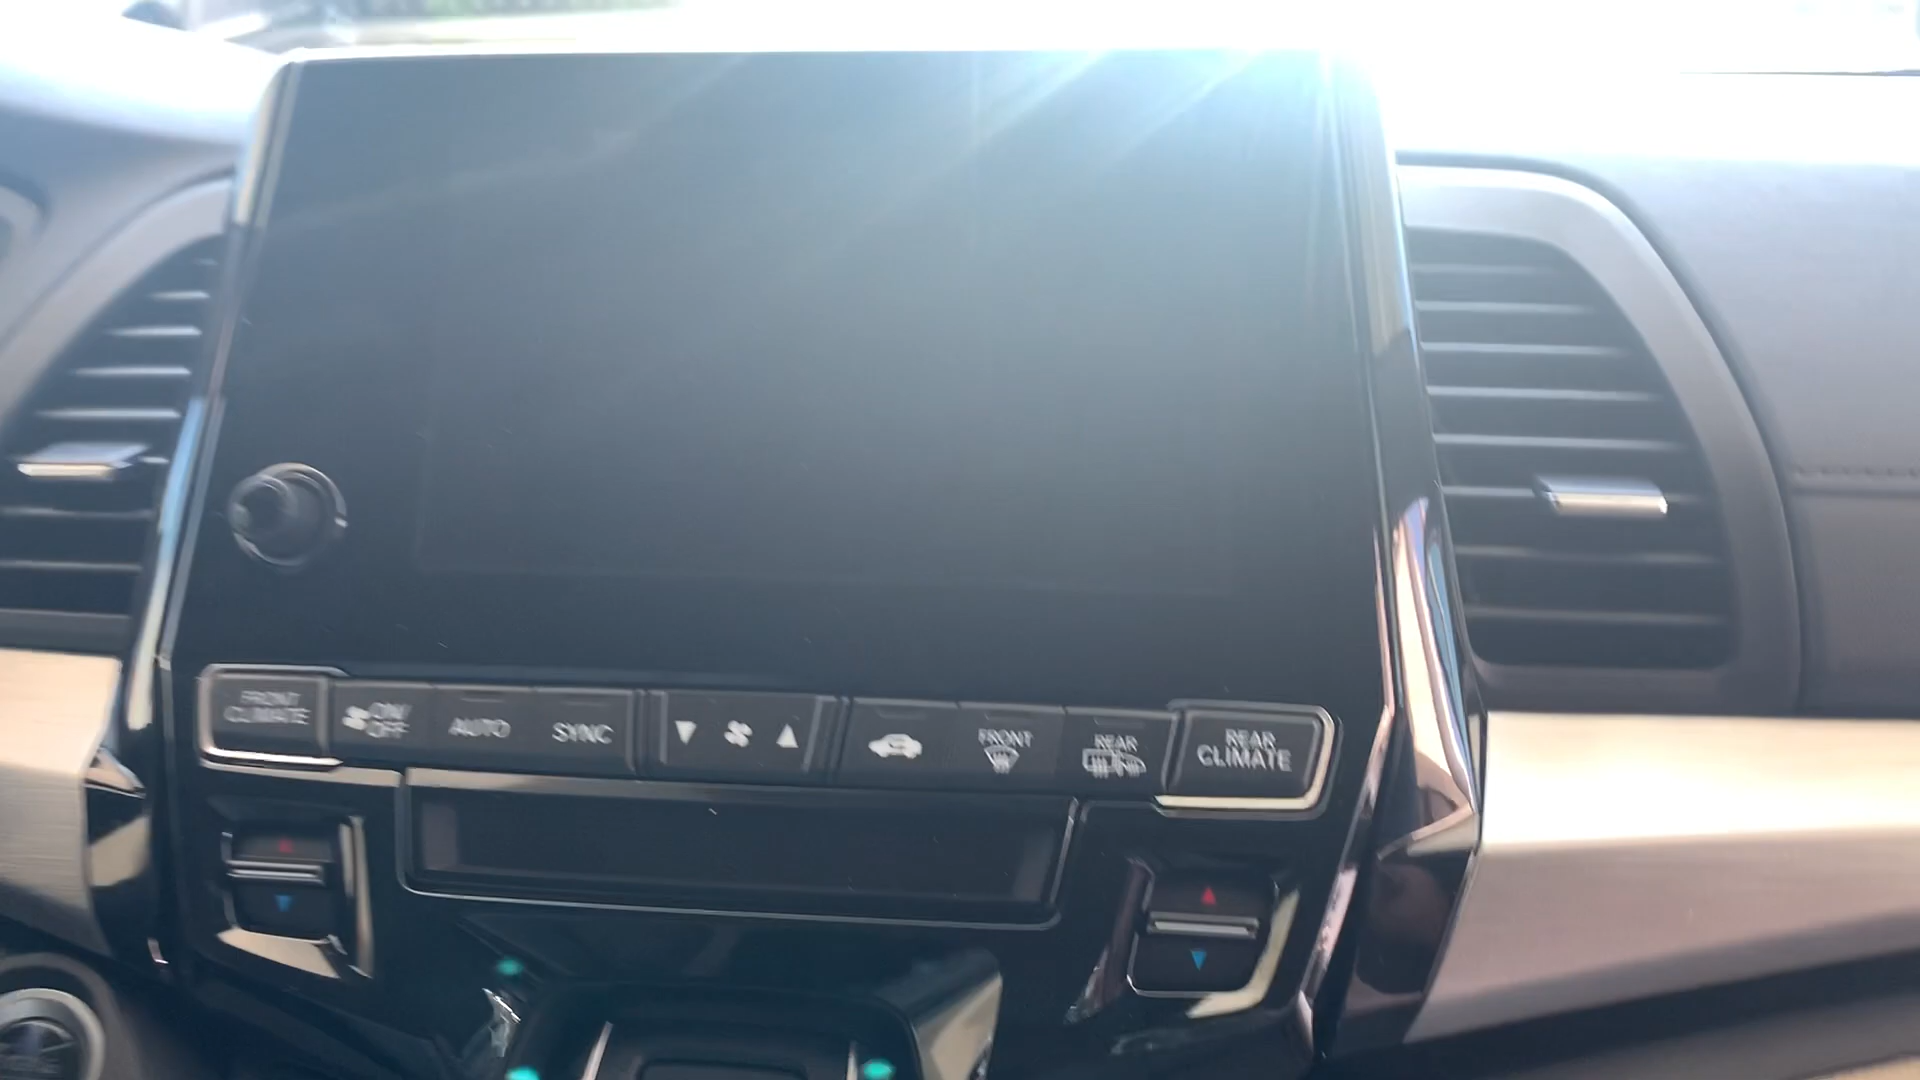 FRONT
CLIMATE
ON/
OFF
AUTO
SYNC
FRONT
REAR
REAR
CLIMATE